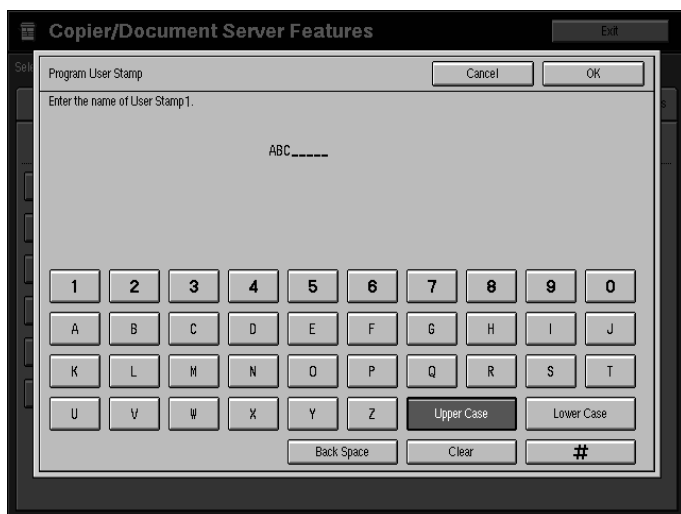 Copier/Document Server Features Exit
Sele
Program User Stamp Cancel OK
Enter the name of User Stamp1.
s
ABC_____
1 2 3 4 5 6 7 8 9 0
A B C D E F G H I J
K L M N O P Q R S T
U V W X Y Z Upper Case Lower Case
Back Space Clear #